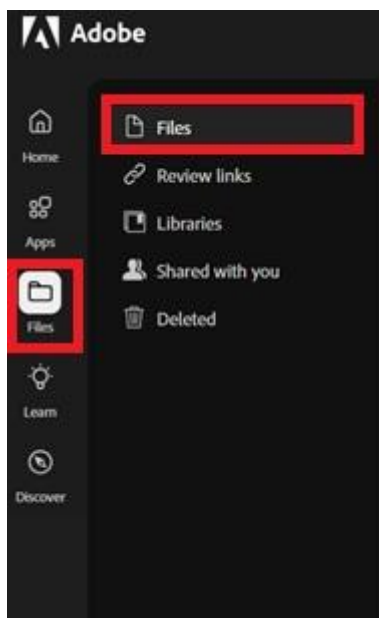 Adobe
Home
Apps
Files
Learn
Discover
Files
Review links
Libraries
Shared with you
Deleted